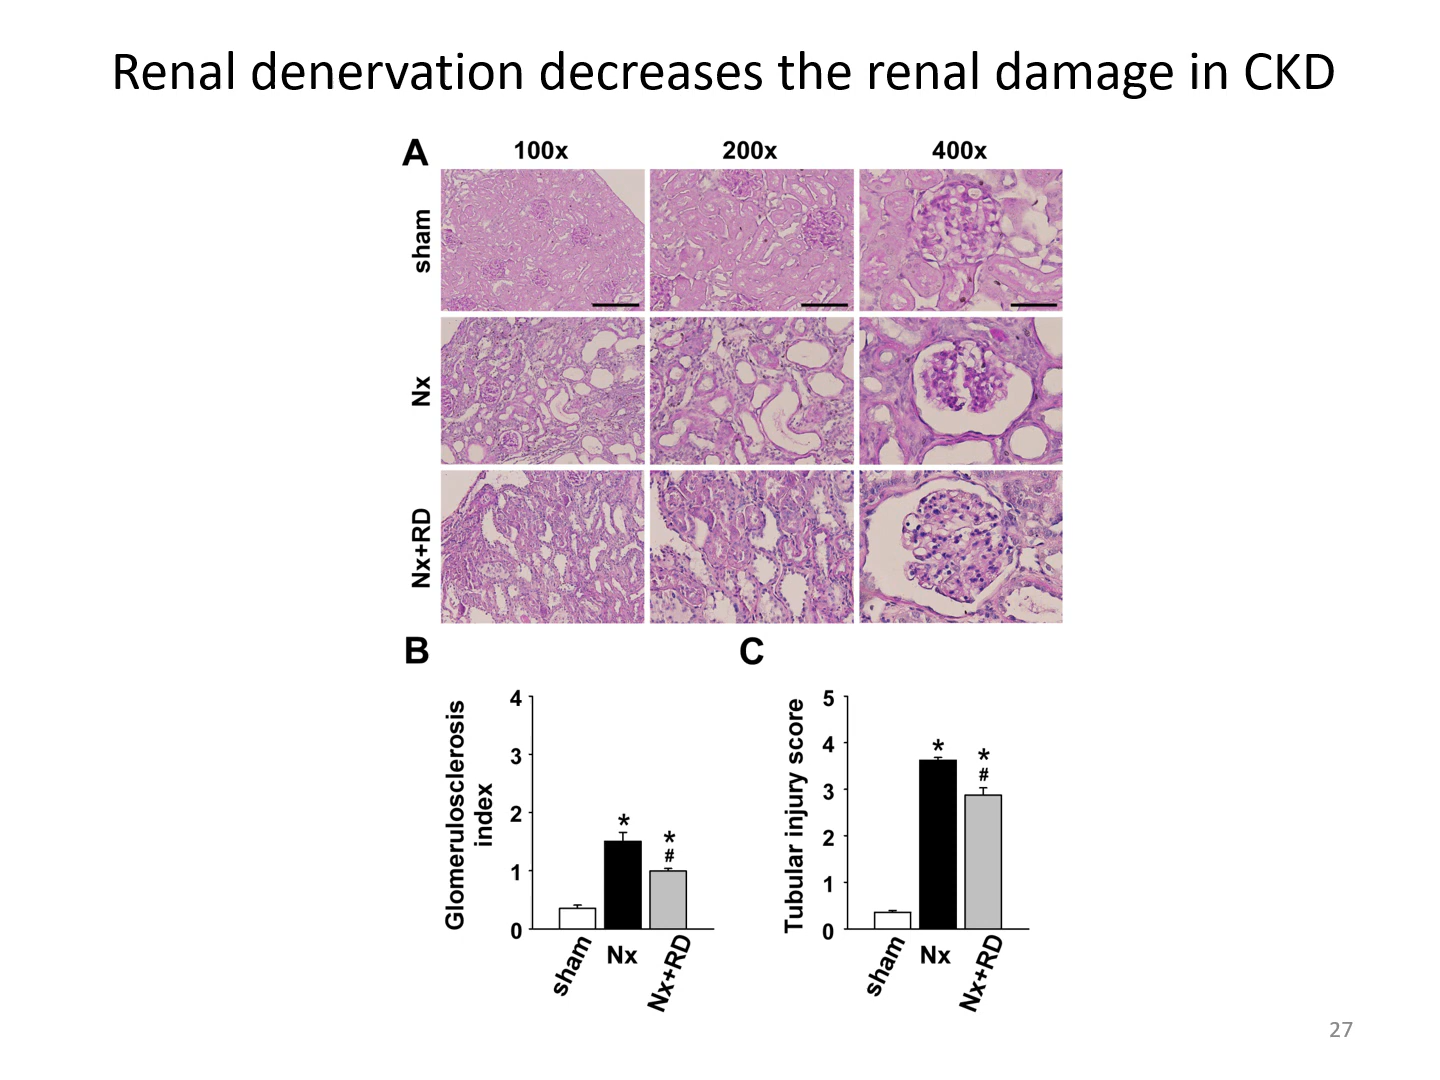 Renal denervation decreases the renal damage in CKD
A
100x
200x
400x
sham
Nx
Nx+RD
B
Glomerulosclerosis
index
4
3
2
1
0
*
*
#
sham
Nx
Nx+RD
C
Tubular injury score
5
4
3
2
1
0
*
*
#
sham
Nx
Nx+RD
27